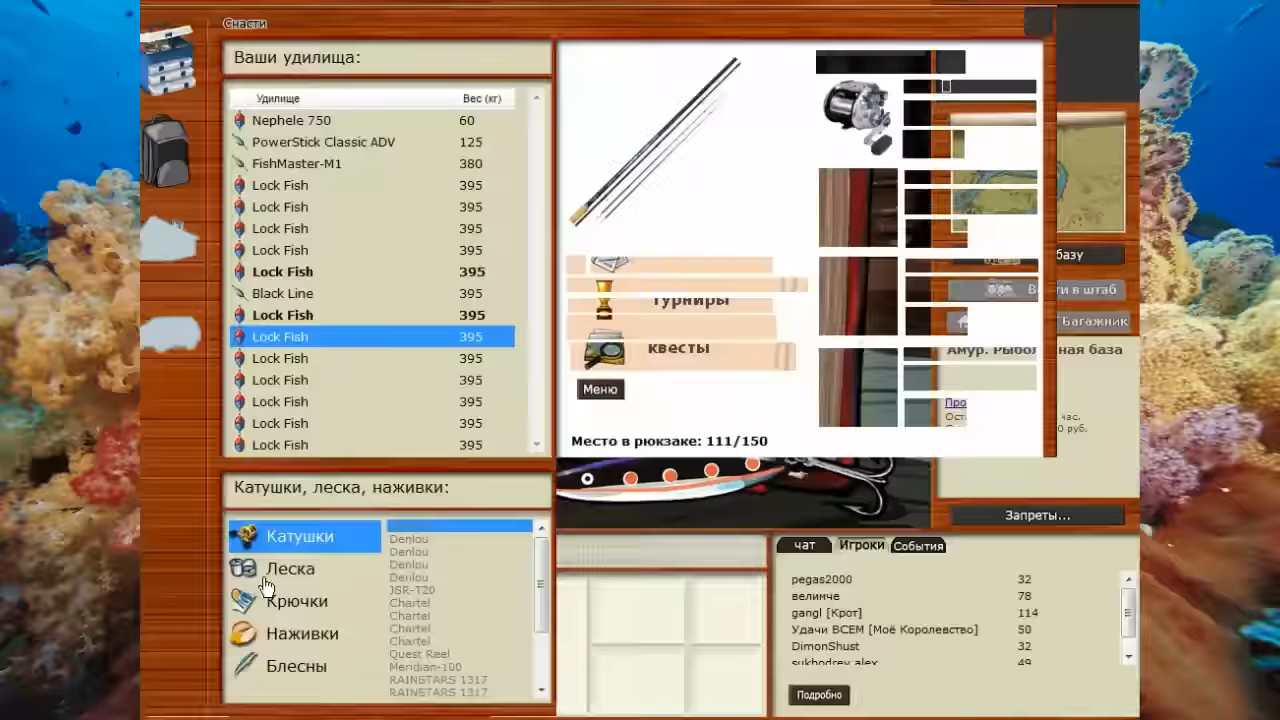 Снасти
Ваши удилища:
Удилище Вес (кг)
Nephele 750 60
PowerStick Classic ADV 125
FishMaster-M1 380
Lock Fish 395
Lock Fish 395
Lock Fish 395
Lock Fish 395
Lock Fish 395
Black Line 395
Lock Fish 395
Lock Fish 395
Lock Fish 395
Lock Fish 395
Lock Fish 395
Lock Fish 395
Lock Fish 395
турниры
квесты
Меню
Место в рюкзаке: 111/150
базу
в штаб
Багажник
Амур. Рыбол ная база
Про
Ост
час.
0 руб.
Запреты...
Катушки, леска, наживки:
Катушки
Леска
Крючки
Наживки
Блесны
Denlou
Denlou
Denlou
Denlou
JSR-T20
Chartel
Chartel
Chartel
Chartel
Quest Reel
Meridian-100
RAINSTARS 1317
RAINSTARS 1317
чат Игроки События
pegas2000 32
велимче 78
gangl [Крот] 114
Удачи ВСЕМ [Моё Королевство] 50
DimonShust 32
sukhodrev alex 49
Подробно